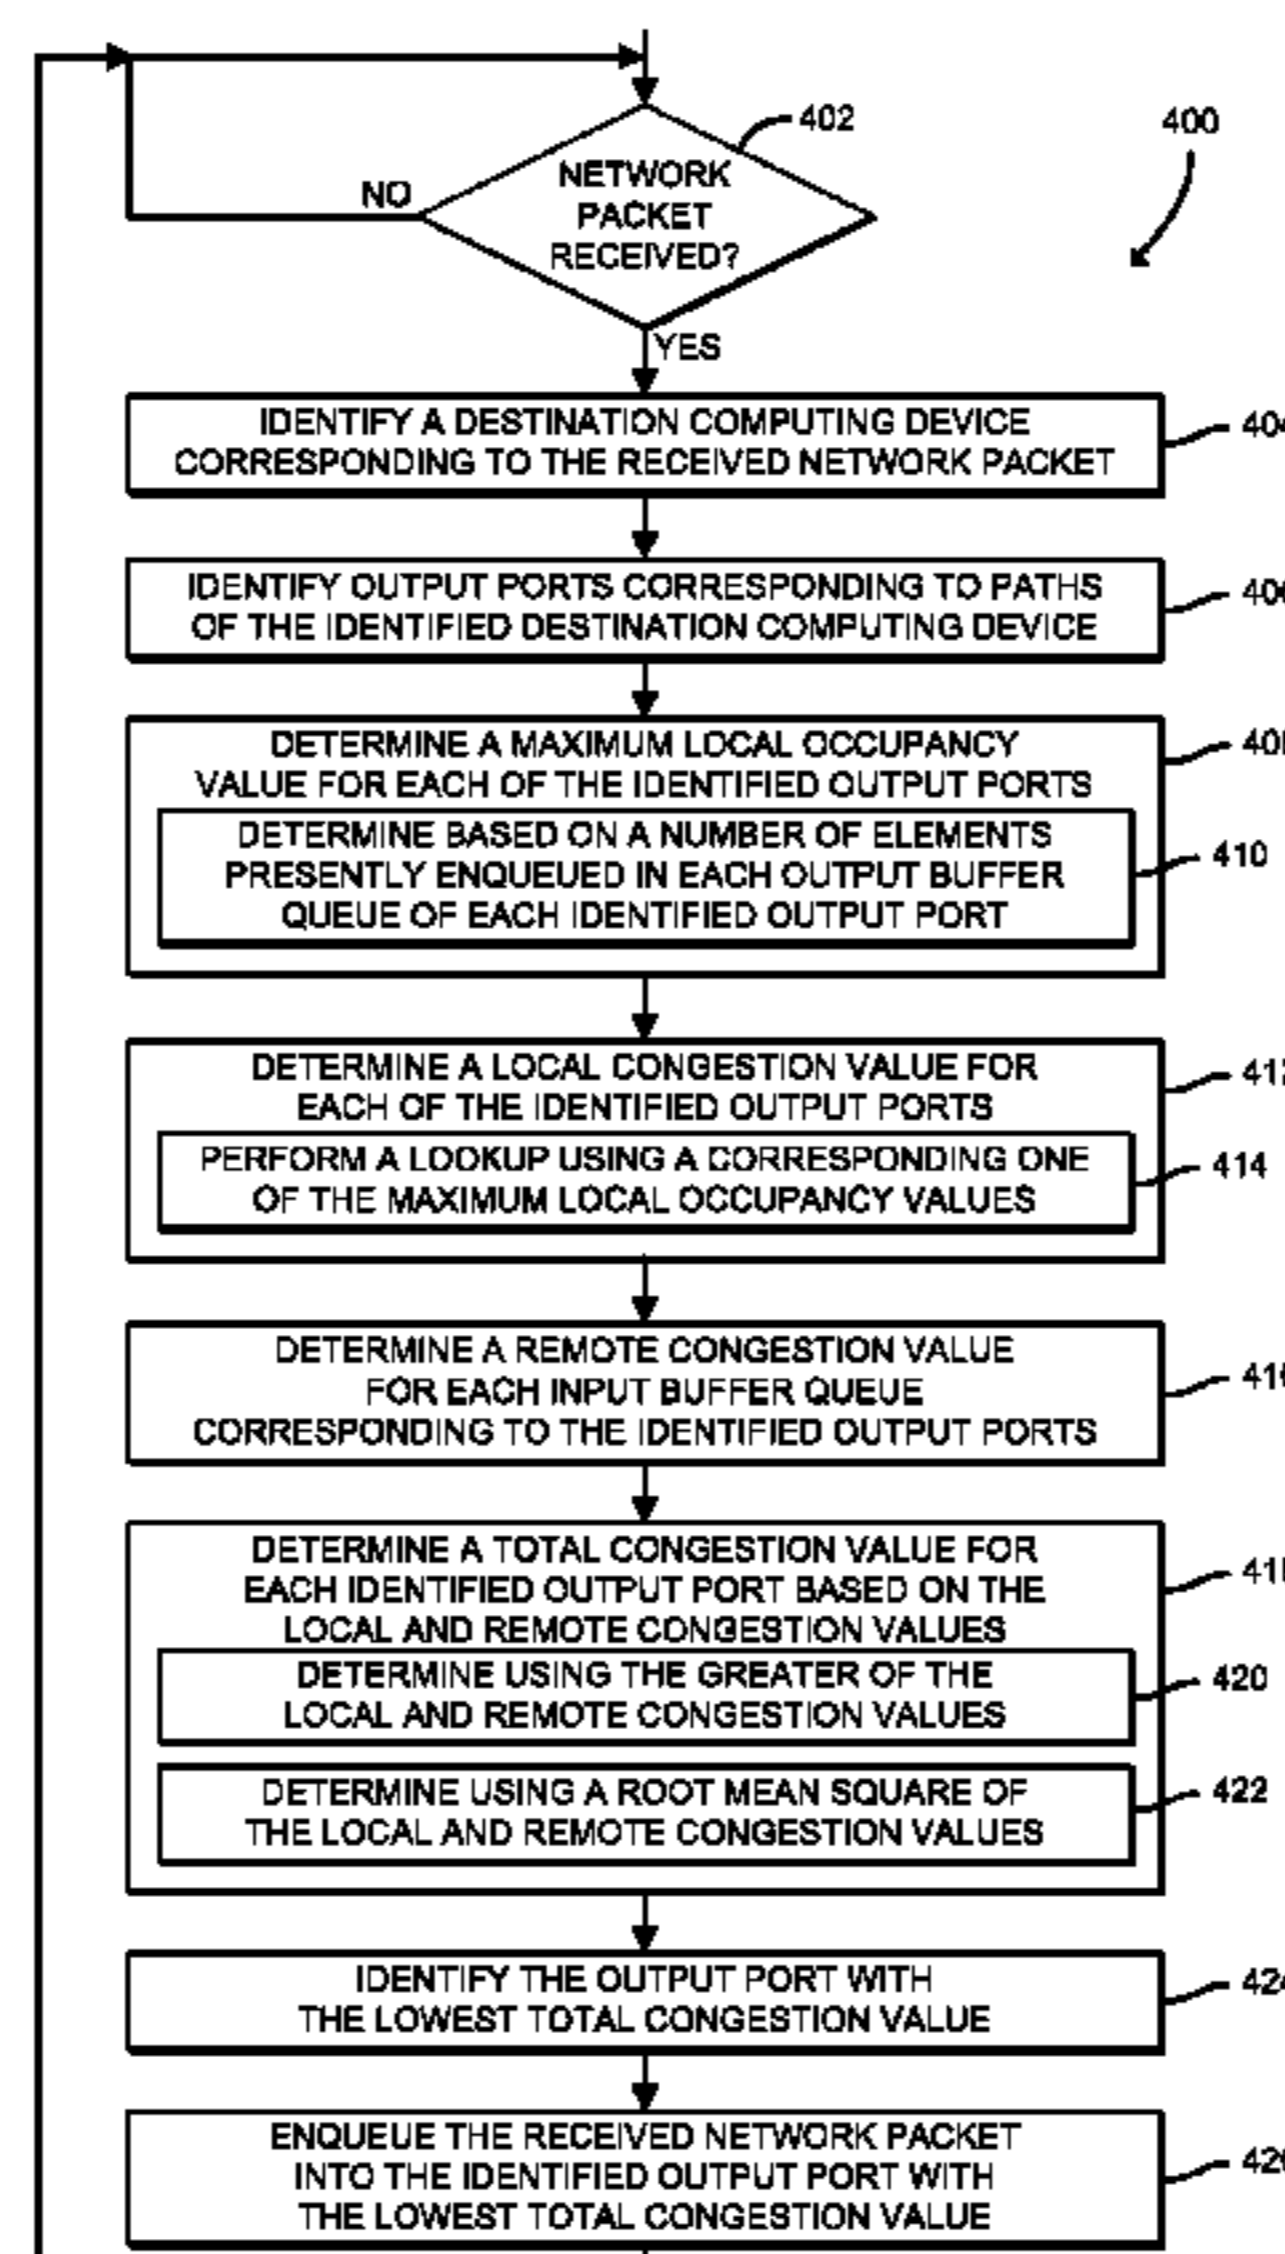 402
400
NETWORK
PACKET
RECEIVED?
NO
YES
IDENTIFY A DESTINATION COMPUTING DEVICE
CORRESPONDING TO THE RECEIVED NETWORK PACKET
IDENTIFY OUTPUT PORTS CORRESPONDING TO PATHS
OF THE IDENTIFIED DESTINATION COMPUTING DEVICE
DETERMINE A MAXIMUM LOCAL OCCUPANCY
VALUE FOR EACH OF THE IDENTIFIED OUTPUT PORTS
DETERMINE BASED ON A NUMBER OF ELEMENTS
PRESENTLY ENQUEUED IN EACH OUTPUT BUFFER
QUEUE OF EACH IDENTIFIED OUTPUT PORT
410
DETERMINE A LOCAL CONGESTION VALUE FOR
EACH OF THE IDENTIFIED OUTPUT PORTS
PERFORM A LOOKUP USING A CORRESPONDING ONE
OF THE MAXIMUM LOCAL OCCUPANCY VALUES
414
DETERMINE A REMOTE CONGESTION VALUE
FOR EACH INPUT BUFFER QUEUE
CORRESPONDING TO THE IDENTIFIED OUTPUT PORTS
DETERMINE A TOTAL CONGESTION VALUE FOR
EACH IDENTIFIED OUTPUT PORT BASED ON THE
LOCAL AND REMOTE CONGESTION VALUES
DETERMINE USING THE GREATER OF THE
LOCAL AND REMOTE CONGESTION VALUES
420
DETERMINE USING A ROOT MEAN SQUARE OF
THE LOCAL AND REMOTE CONGESTION VALUES
422
IDENTIFY THE OUTPUT PORT WITH
THE LOWEST TOTAL CONGESTION VALUE
ENQUEUE THE RECEIVED NETWORK PACKET
INTO THE IDENTIFIED OUTPUT PORT WITH
THE LOWEST TOTAL CONGESTION VALUE